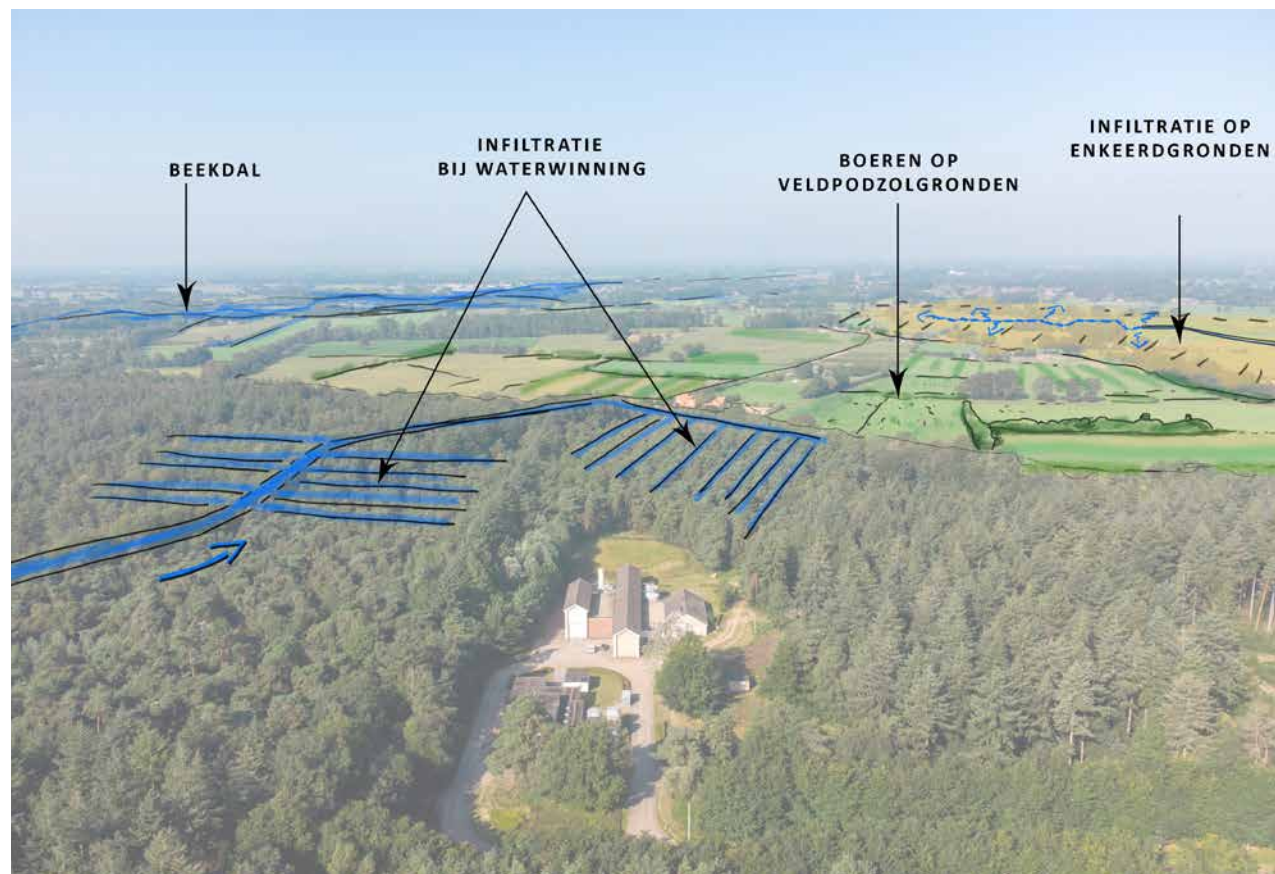 BEEKDAL
INFILTRATIE
BIJ WATERWINNING
BOEREN OP
VELDPODZOLGRONDEN
INFILTRATIE OP
ENKEERDGRONDEN